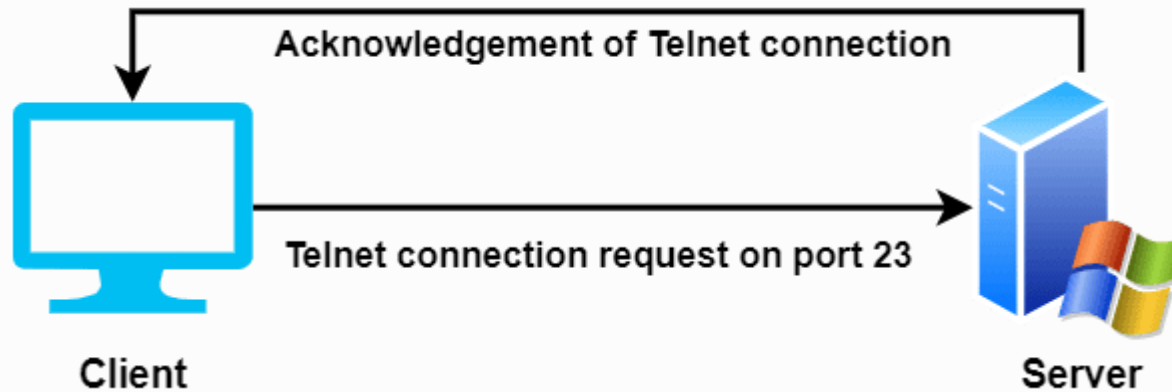 Acknowledgement of Telnet connection
Telnet connection request on port 23
Client
Server